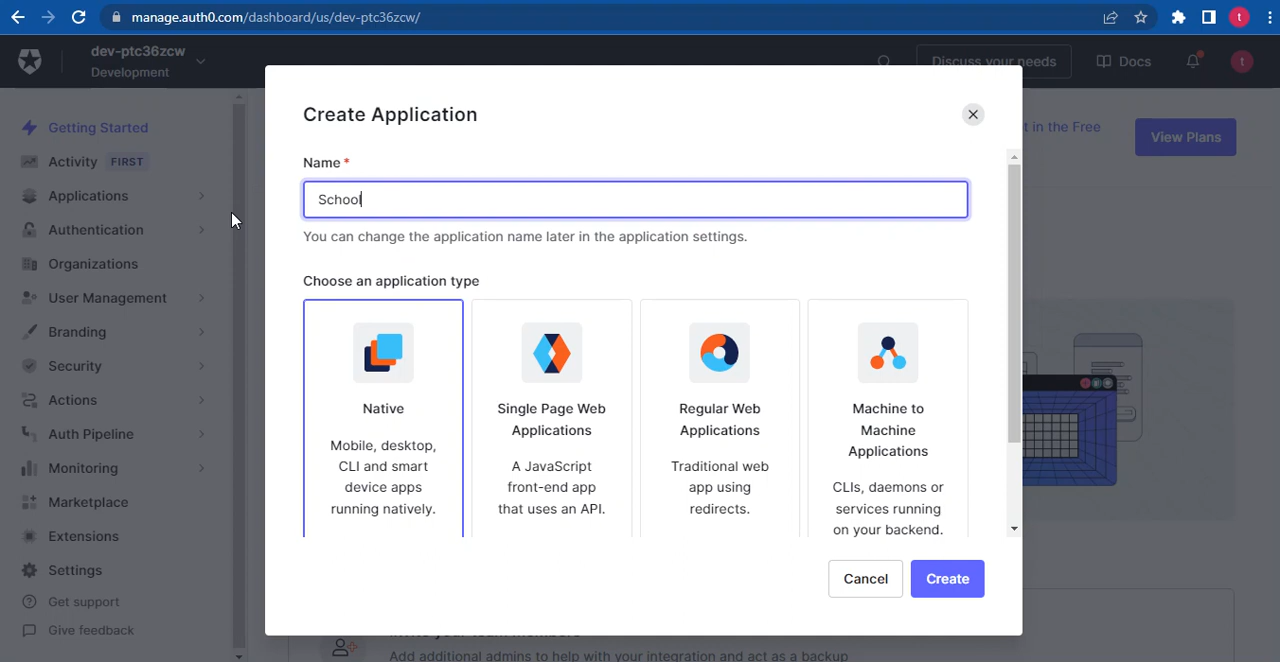 manage.auth0.com/dashboard/us/dev-ptc36zcw/
t
dev-ptc36zcw
Development
Discuss your needs
Docs
t
Getting Started
Activity FIRST
Applications
Authentication
Organizations
User Management
Branding
Security
Actions
Auth Pipeline
Monitoring
Marketplace
Extensions
Settings
Get support
Give feedback
t in the Free
View Plans
Create Application
Name *
School
You can change the application name later in the application settings.
Choose an application type
Native
Mobile, desktop,
CLI and smart
device apps
running natively.
Single Page Web
Applications
A JavaScript
front-end app
that uses an API.
Regular Web
Applications
Traditional web
app using
redirects.
Machine to
Machine
Applications
CLIs, daemons or
services running
on your backend.
Cancel
Create
Invite your team members
Add additional admins to help with your integration and act as a backup